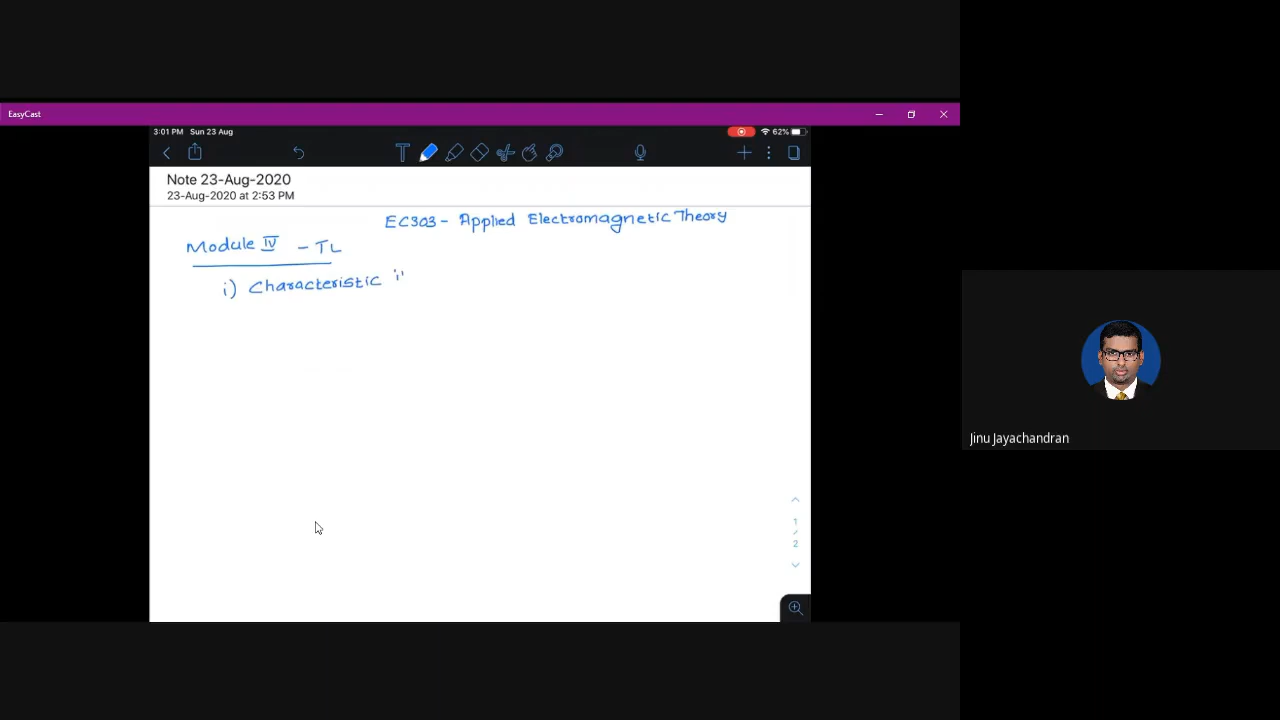 EasyCast
3:01 PM Sun 23 Aug
62%
T
Note 23-Aug-2020
23-Aug-2020 at 2:53 PM
EC303 - Applied Electromagnetic Theory
Module IV - TL
i) Characteristic
Jinu Jayachandran
1
/
2